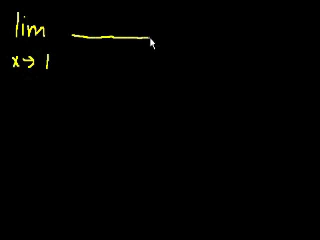 lim
x → 1